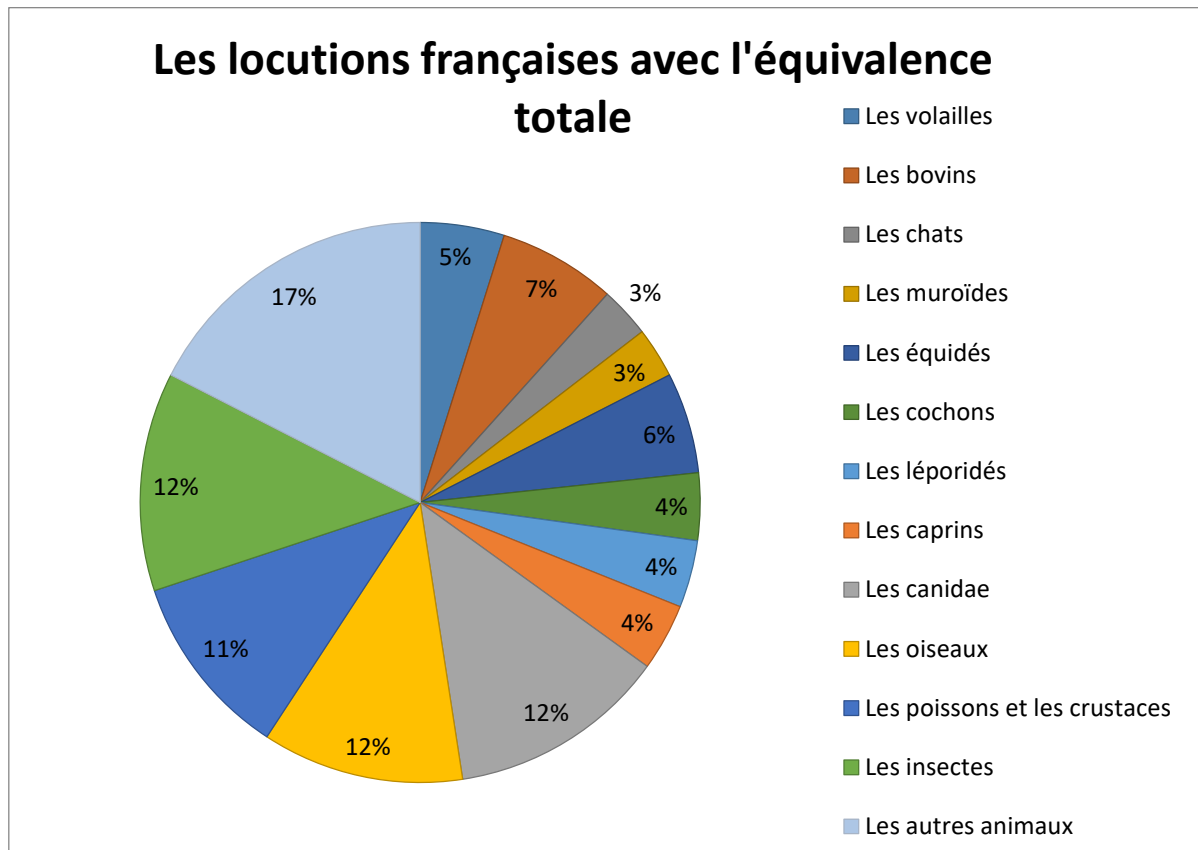 Les locutions françaises avec l'équivalence
totale
Les volailles
Les bovins
Les chats
Les muroïdes
Les équidés
Les cochons
Les léporidés
Les caprins
Les canidae
Les oiseaux
Les poissons et les crustaces
Les insectes
Les autres animaux
5%
7%
3%
3%
6%
4%
4%
4%
12%
12%
11%
12%
17%